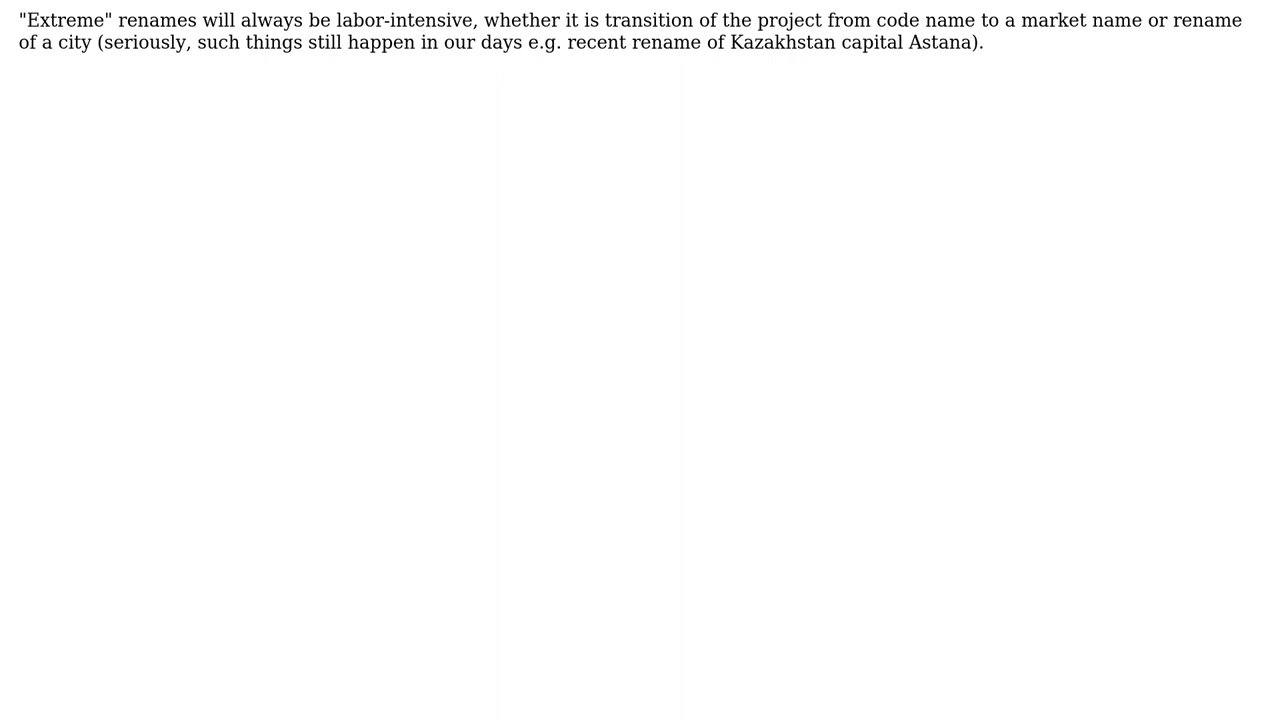 "Extreme" renames will always be labor-intensive, whether it is transition of the project from code name to a market name or rename
of a city (seriously, such things still happen in our days e.g. recent rename of Kazakhstan capital Astana).